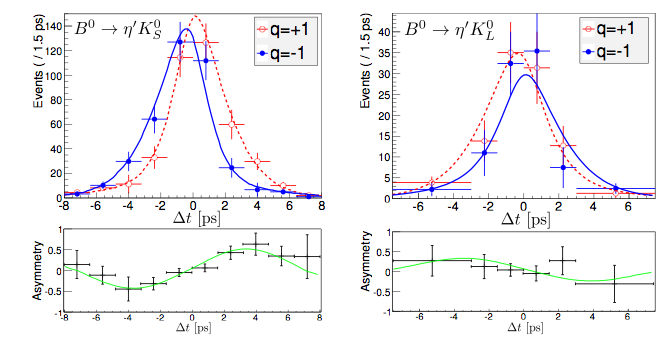 B⁰ → η′K⁰_S
q=+1
q=-1
Events ( / 1.5 ps)
140
120
100
80
60
40
20
0
-8 -6 -4 -2 0 2 4 6 8
Δt [ps]
Asymmetry
1
0.5
0
-0.5
-1
-8 -6 -4 -2 0 2 4 6 8
Δt [ps]
B⁰ → η′K⁰_L
q=+1
q=-1
Events ( / 1.5 ps)
40
35
30
25
20
15
10
5
0
-6 -4 -2 0 2 4 6
Δt [ps]
Asymmetry
1
0.5
0
-0.5
-1
-6 -4 -2 0 2 4 6
Δt [ps]